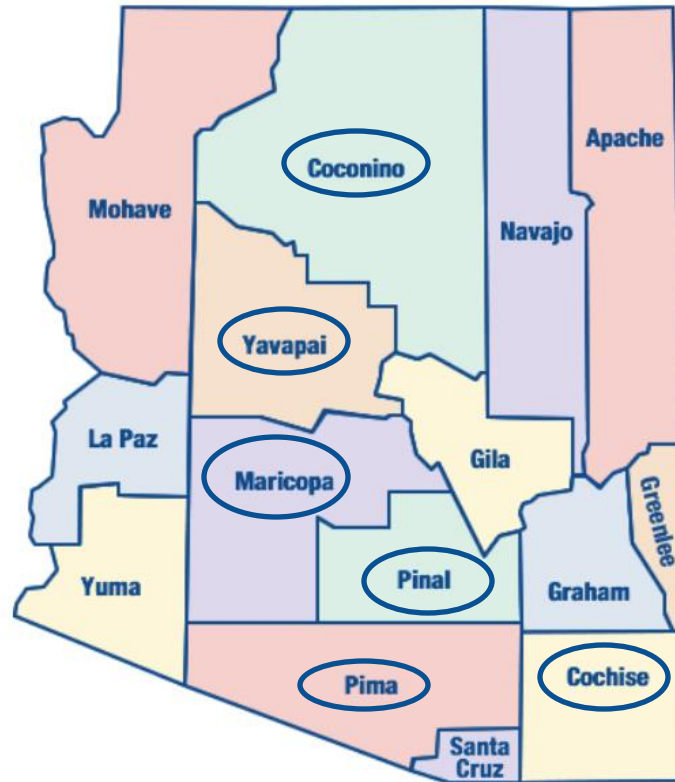 Coconino
Apache
Mohave
Navajo
Yavapai
La Paz
Gila
Maricopa
Greenlee
Yuma
Pinal
Graham
Pima
Cochise
Santa
Cruz